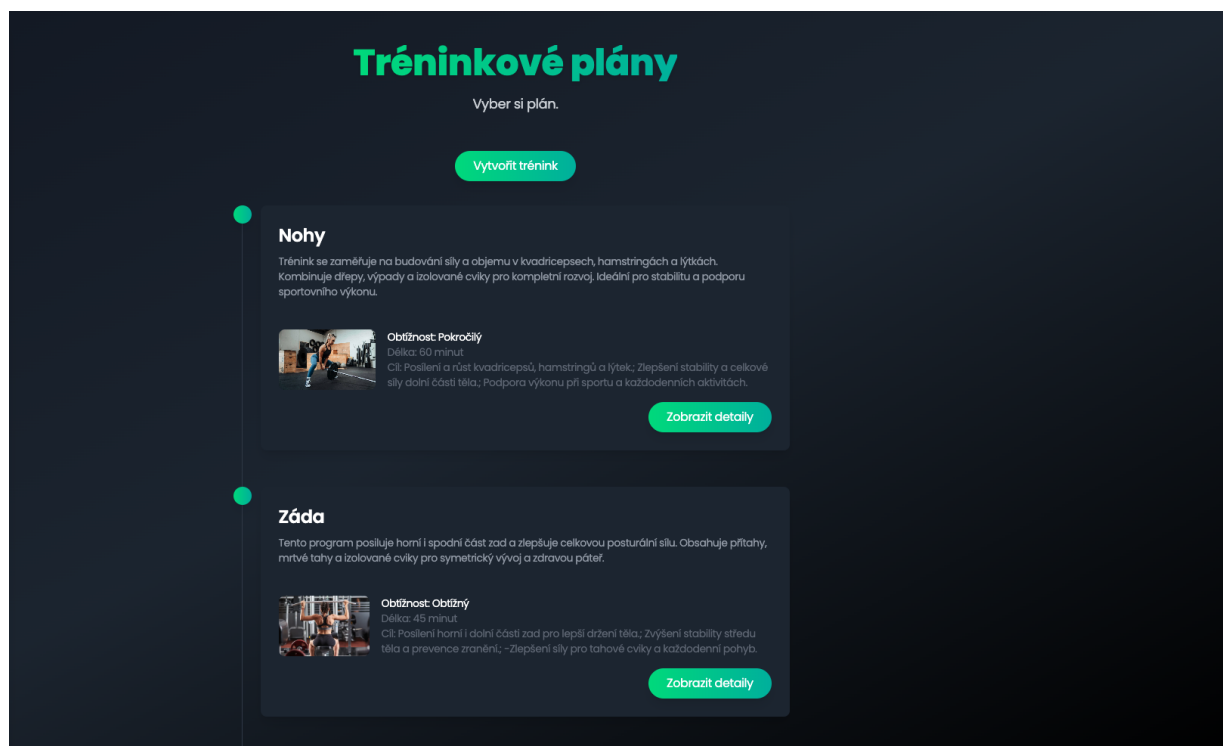 Tréninkové plány
Vyber si plán.
Vytvořit trénink
Nohy
Trénink se zaměřuje na budování síly a objemu v kvadricepsech, hamstringách a lýtkách.
Kombinuje dřepy, výpady a izolované cviky pro kompletní rozvoj. Ideální pro stabilitu a podporu
sportovního výkonu.
Obtížnost: Pokročilý
Délka: 60 minut
Cíl: Posílení a růst kvadricepsů, hamstringů a lýtek.; Zlepšení stability a celkové
síly dolní části těla.; Podpora výkonu při sportu a každodenních aktivitách.
Zobrazit detaily
Záda
Tento program posiluje horní i spodní část zad a zlepšuje celkovou posturální sílu. Obsahuje přítahy,
mrtvé tahy a izolované cviky pro symetrický vývoj a zdravou páteř.
Obtížnost: Obtížný
Délka: 45 minut
Cíl: Posílení horní i dolní části zad pro lepší držení těla.; Zvýšení stability středu
těla a prevence zranění.; -Zlepšení síly pro tahové cviky a každodenní pohyb.
Zobrazit detaily